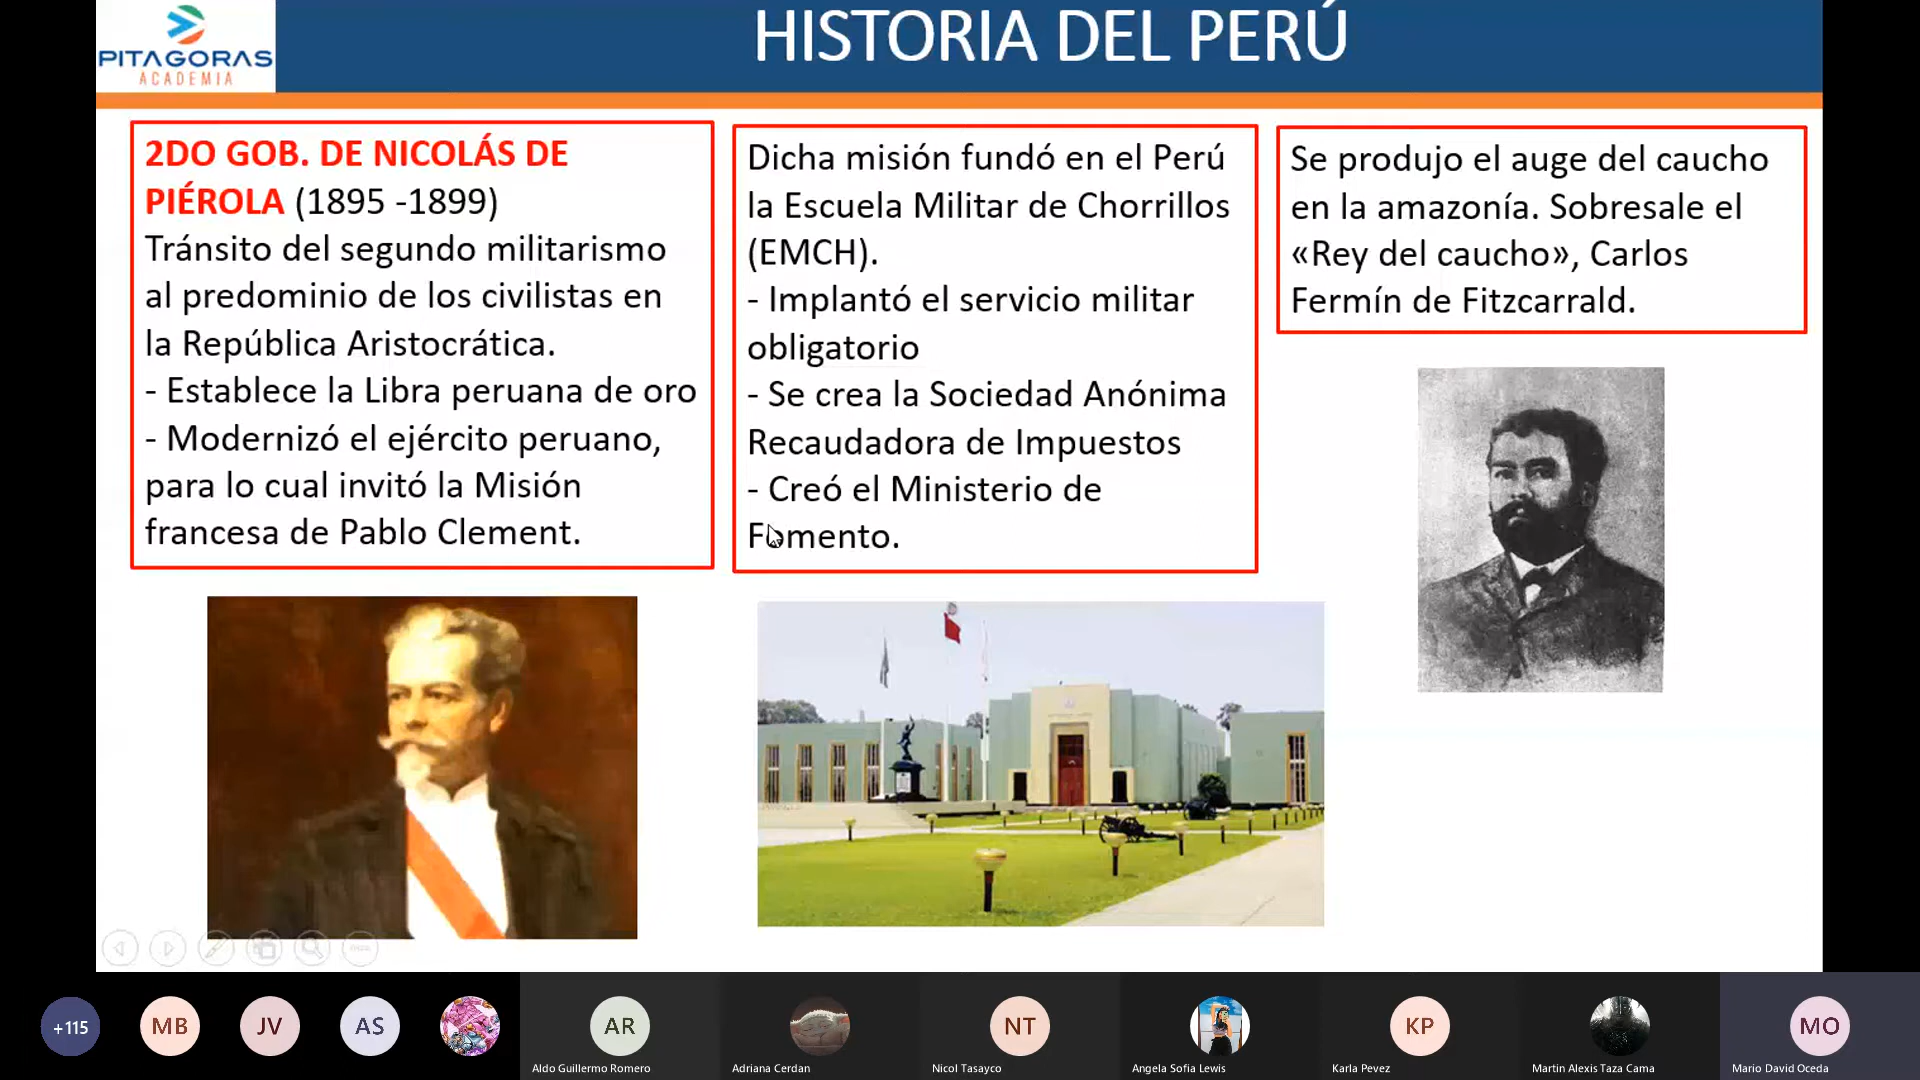 PITAGORAS
ACADEMIA
HISTORIA DEL PERÚ
2DO GOB. DE NICOLÁS DE
PIÉROLA (1895 -1899)
Tránsito del segundo militarismo
al predominio de los civilistas en
la República Aristocrática.
- Establece la Libra peruana de oro
- Modernizó el ejército peruano,
para lo cual invitó la Misión
francesa de Pablo Clement.
Dicha misión fundó en el Perú
la Escuela Militar de Chorrillos
(EMCH).
- Implantó el servicio militar
obligatorio
- Se crea la Sociedad Anónima
Recaudadora de Impuestos
- Creó el Ministerio de
Fomento.
Se produjo el auge del caucho
en la amazonía. Sobresale el
«Rey del caucho», Carlos
Fermín de Fitzcarrald.
+115
MB
JV
AS
AR
NT
KP
MO
Aldo Guillermo Romero
Adriana Cerdan
Nicol Tasayco
Angela Sofia Lewis
Karla Pevez
Martin Alexis Taza Cama
Mario David Oceda